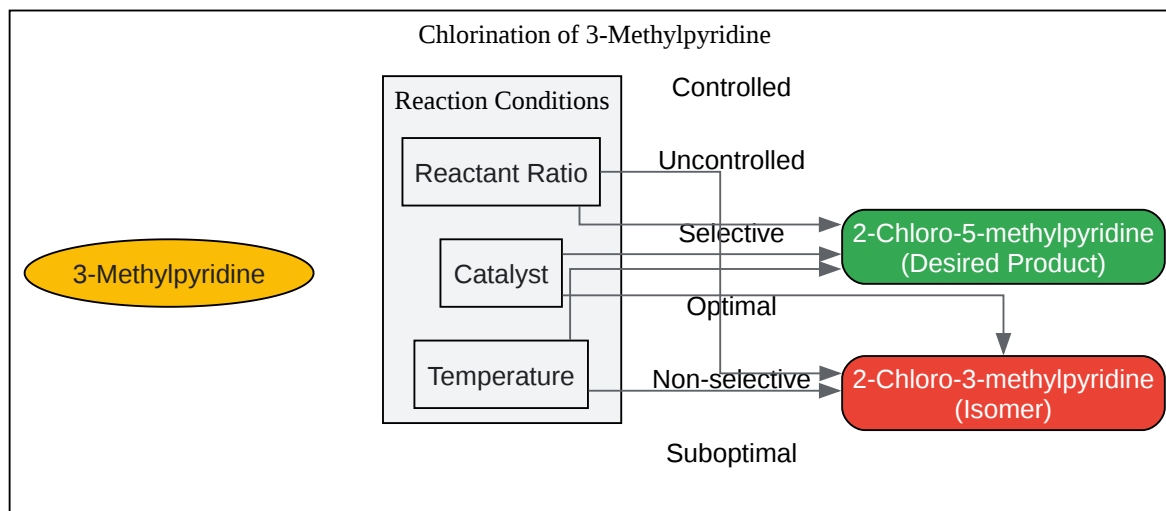 Chlorination of 3-Methylpyridine
Reaction Conditions
Controlled
Reactant Ratio
Uncontrolled
Selective
2-Chloro-5-methylpyridine
(Desired Product)
3-Methylpyridine
Catalyst
Optimal
Temperature
Non-selective
2-Chloro-3-methylpyridine
(Isomer)
Suboptimal